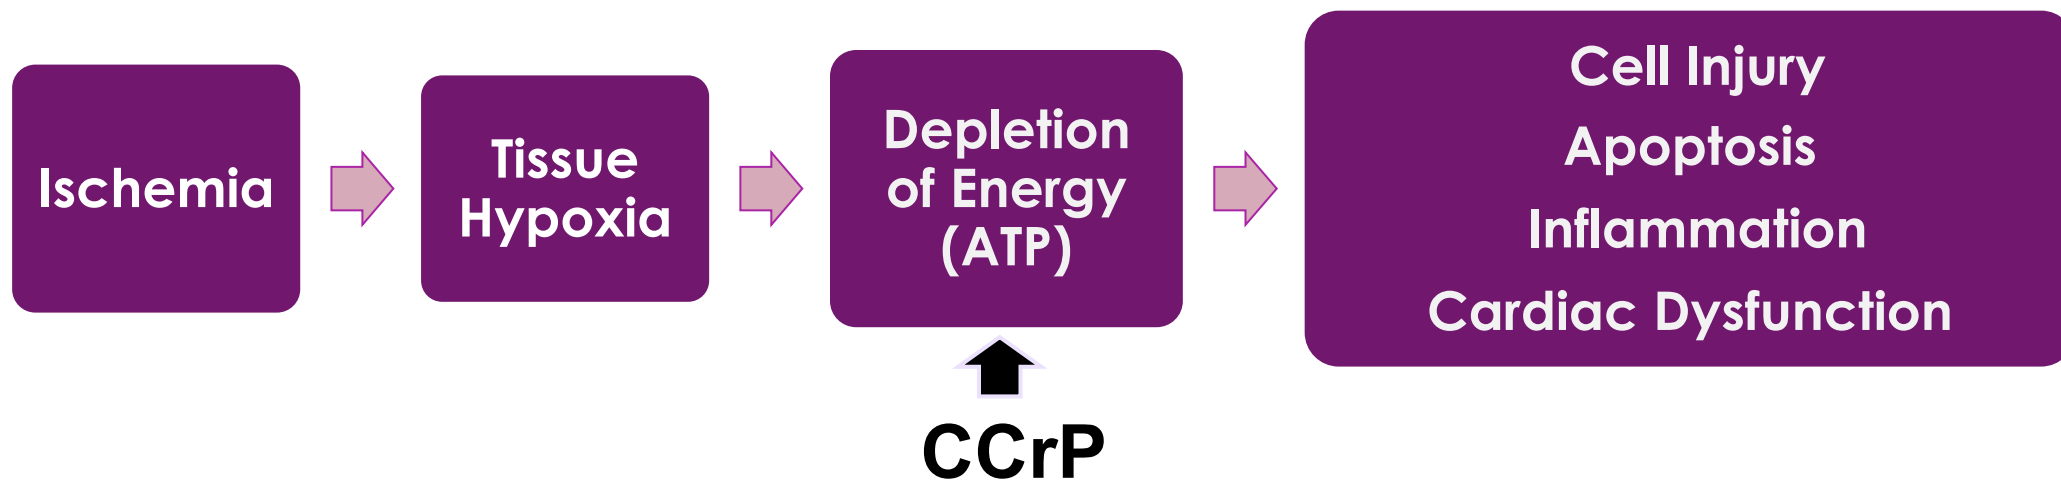 Ischemia
Tissue
Hypoxia
Depletion
of Energy
(ATP)
Cell Injury
Apoptosis
Inflammation
Cardiac Dysfunction
CCrP